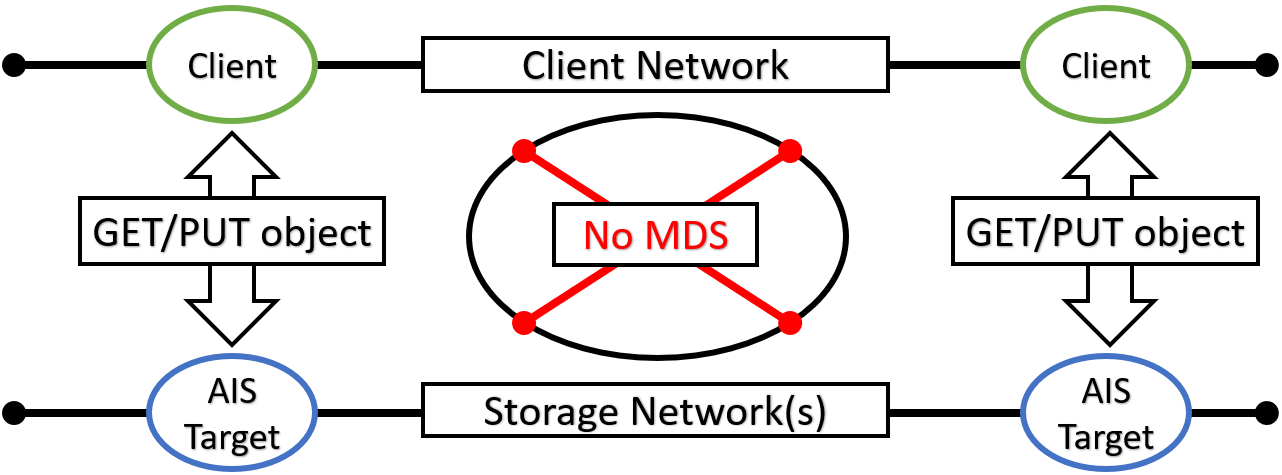 Client
Client Network
Client
GET/PUT object
No MDS
GET/PUT object
AIS
Target
Storage Network(s)
AIS
Target